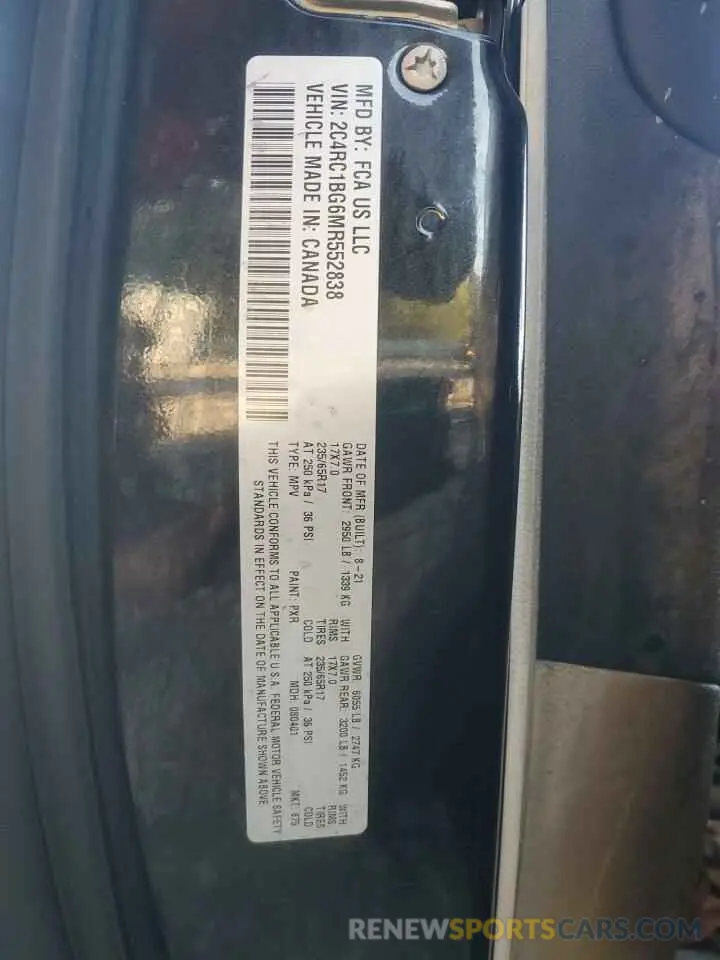 MFD BY: FCA US LLC
VIN: 2C4RC1BG6MR552838
VEHICLE MADE IN: CANADA
DATE OF MFR (BUILT): 8-21 GVWR 6055 LB / 2747 KG
GAWR FRONT: 2950 LB / 1339 KG WITH GAWR REAR: 3200 LB / 1452 KG WITH
17X7.0 RIMS 17X7.0 RIMS
235/65R17 TIRES 235/65R17 TIRES
AT 250 kPa / 36 PSI COLD AT 250 kPa / 36 PSI COLD
TYPE: MPV PAINT: PXR MDH: 080401 MKT:
THIS VEHICLE CONFORMS TO ALL APPLICABLE U.S.A. FEDERAL MOTOR VEHICLE SAFETY
STANDARDS IN EFFECT ON THE DATE OF MANUFACTURE SHOWN ABOVE
RENEWSPORTSCARS.COM